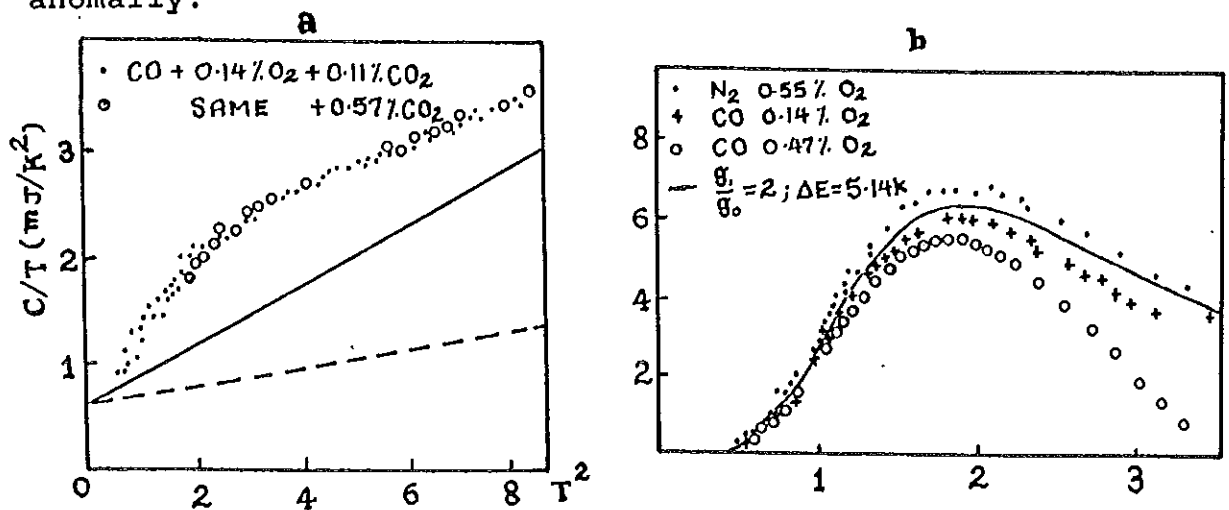 anomally.
a
• CO + 0·14%O₂ + 0·11%CO₂
o SAME +0·57%CO₂
C/T (mJ/K²)
3
2
1
0 2 4 6 8 T²
b
• N₂ 0·55% O₂
+ CO 0·14% O₂
o CO 0·47% O₂
— g₁/g₀ = 2 ; ΔE = 5·14K
8
6
4
2
1 2 3